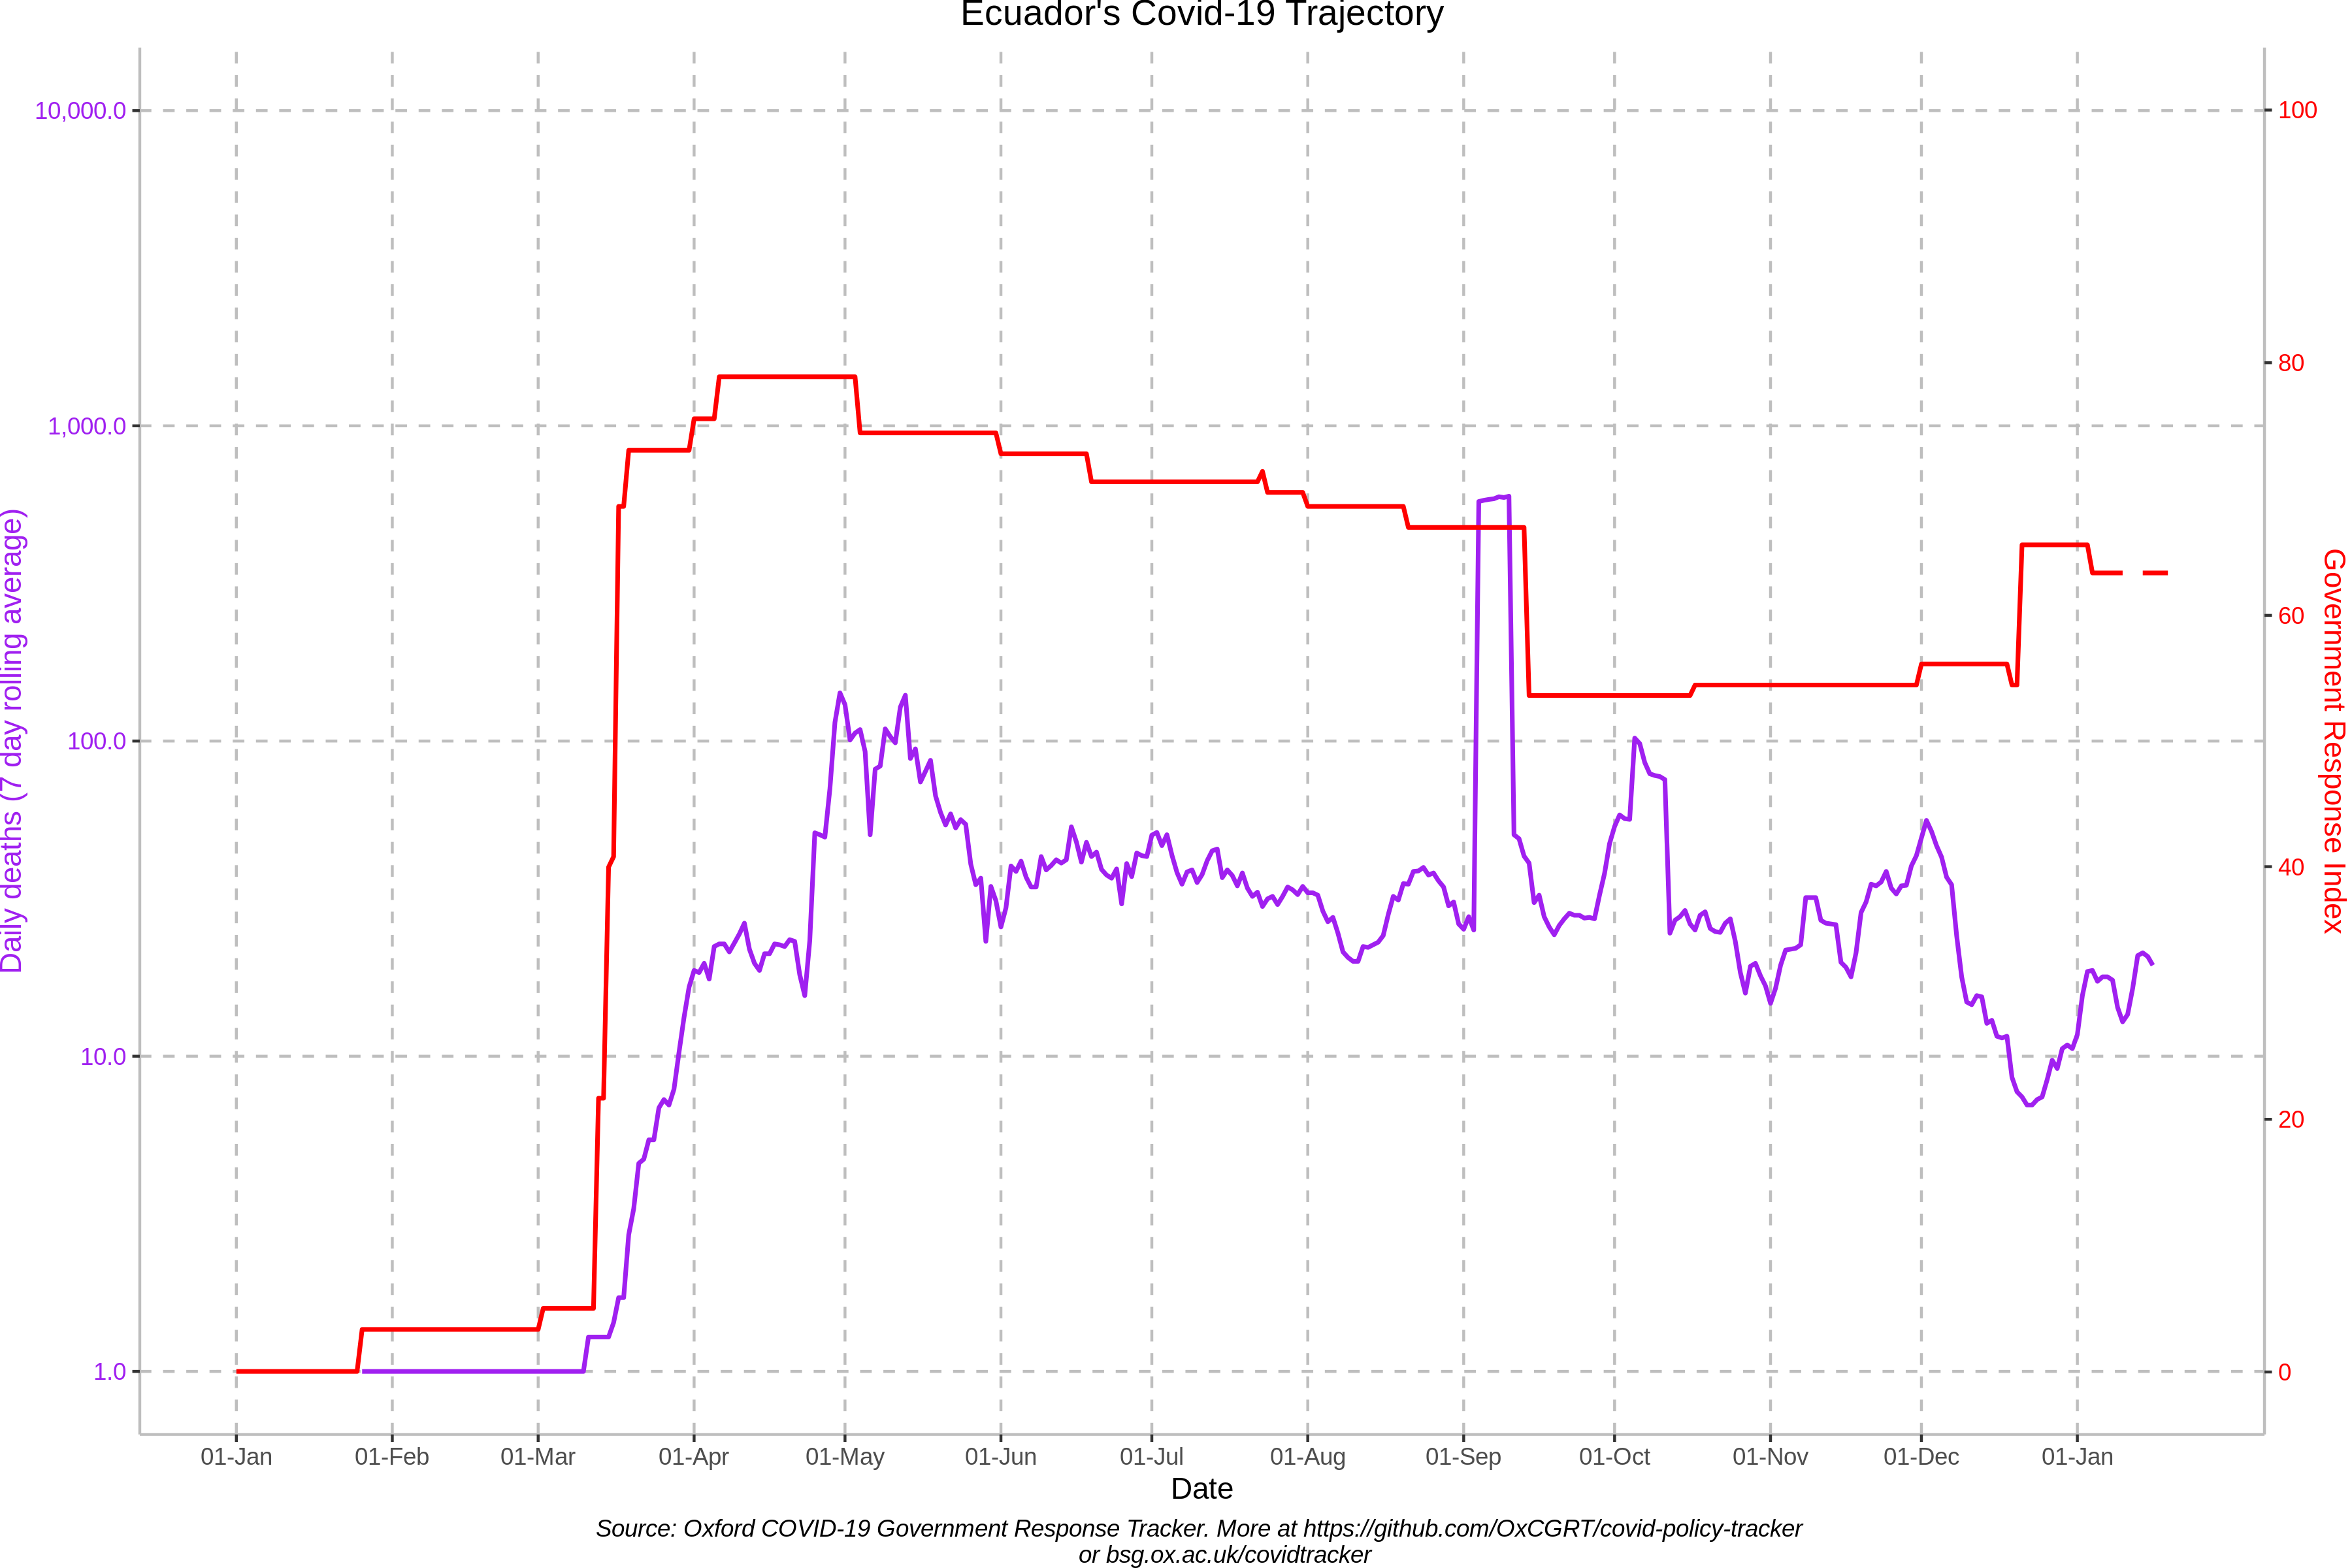 Ecuador's Covid-19 Trajectory
10,000.0
1,000.0
100.0
10.0
1.0
Daily deaths (7 day rolling average)
100
80
60
40
20
0
Government Response Index
01-Jan
01-Feb
01-Mar
01-Apr
01-May
01-Jun
01-Jul
01-Aug
01-Sep
01-Oct
01-Nov
01-Dec
01-Jan
Date
Source: Oxford COVID-19 Government Response Tracker. More at https://github.com/OxCGRT/covid-policy-tracker
or bsg.ox.ac.uk/covidtracker